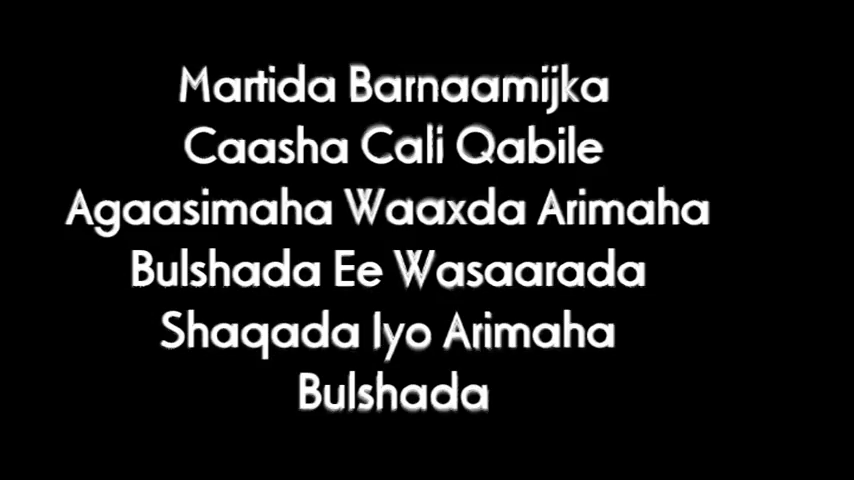 Martida Barnaamijka
Caasha Cali Qabile
Agaasimaha Waaxda Arimaha
Bulshada Ee Wasaarada
Shaqada Iyo Arimaha
Bulshada